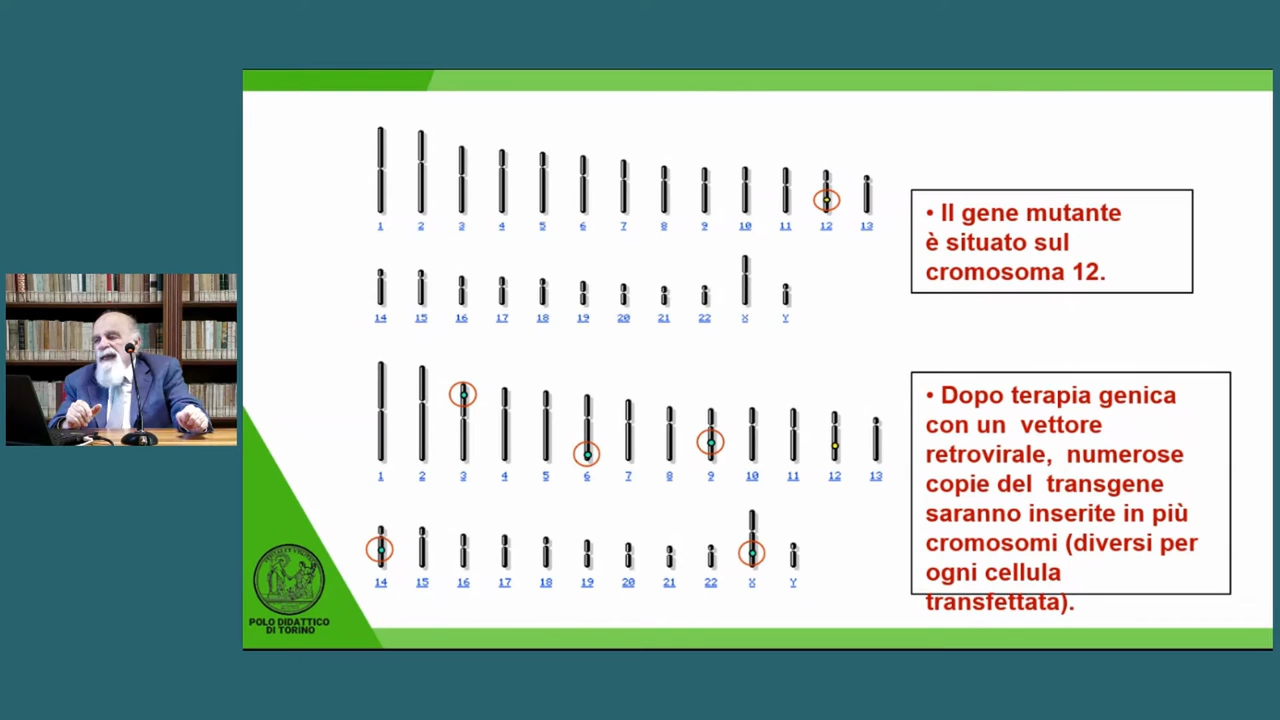 1 2 3 4 5 6 7 8 9 10 11 12 13
• Il gene mutante
è situato sul
cromosoma 12.
14 15 16 17 18 19 20 21 22 X Y
1 2 3 4 5 6 7 8 9 10 11 12 13
• Dopo terapia genica
con un vettore
retrovirale, numerose
copie del transgene
saranno inserite in più
cromosomi (diversi per
ogni cellula
transfettata).
14 15 16 17 18 19 20 21 22 X Y
POLO DIDATTICO
DI TORINO